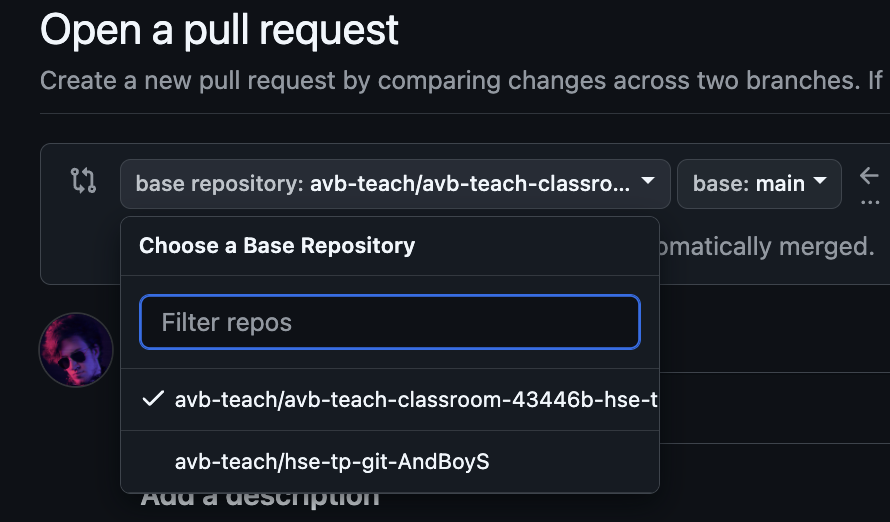 Open a pull request
Create a new pull request by comparing changes across two branches. If
base repository: avb-teach/avb-teach-classro...
base: main
Choose a Base Repository
omatically merged.
Filter repos
avb-teach/avb-teach-classroom-43446b-hse-t
avb-teach/hse-tp-git-AndBoyS
Add a description